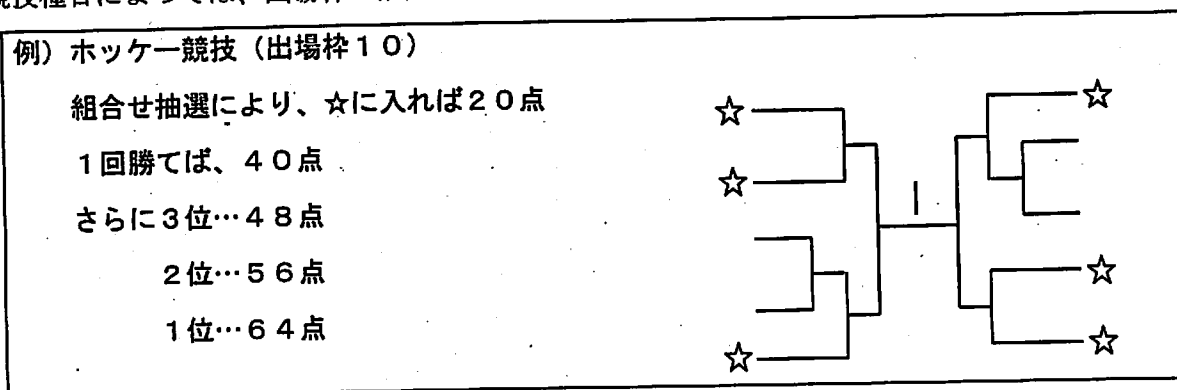 例）ホッケー競技（出場枠１０）
組合せ抽選により、☆に入れば２０点
１回勝てば、４０点
さらに３位…４８点
２位…５６点
１位…６４点